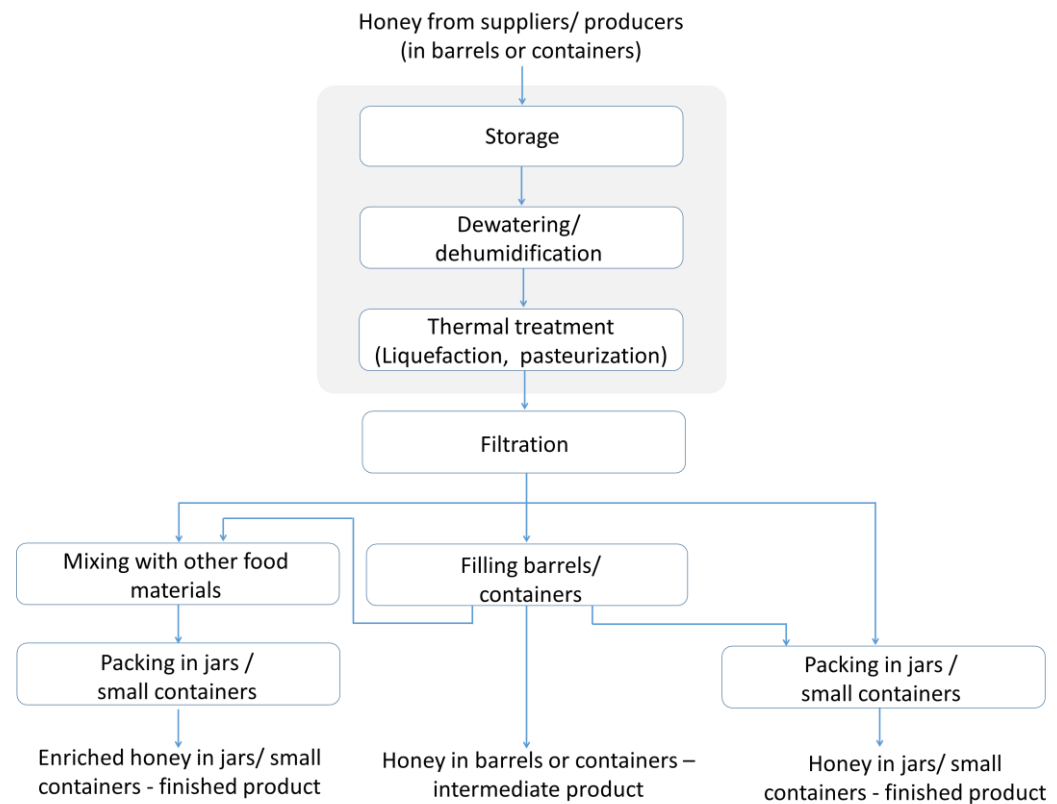 Honey from suppliers/ producers
(in barrels or containers)
Storage
Dewatering/
dehumidification
Thermal treatment
(Liquefaction, pasteurization)
Filtration
Mixing with other food
materials
Filling barrels/
containers
Packing in jars /
small containers
Packing in jars /
small containers
Enriched honey in jars/ small
containers - finished product
Honey in barrels or containers –
intermediate product
Honey in jars/ small
containers - finished product